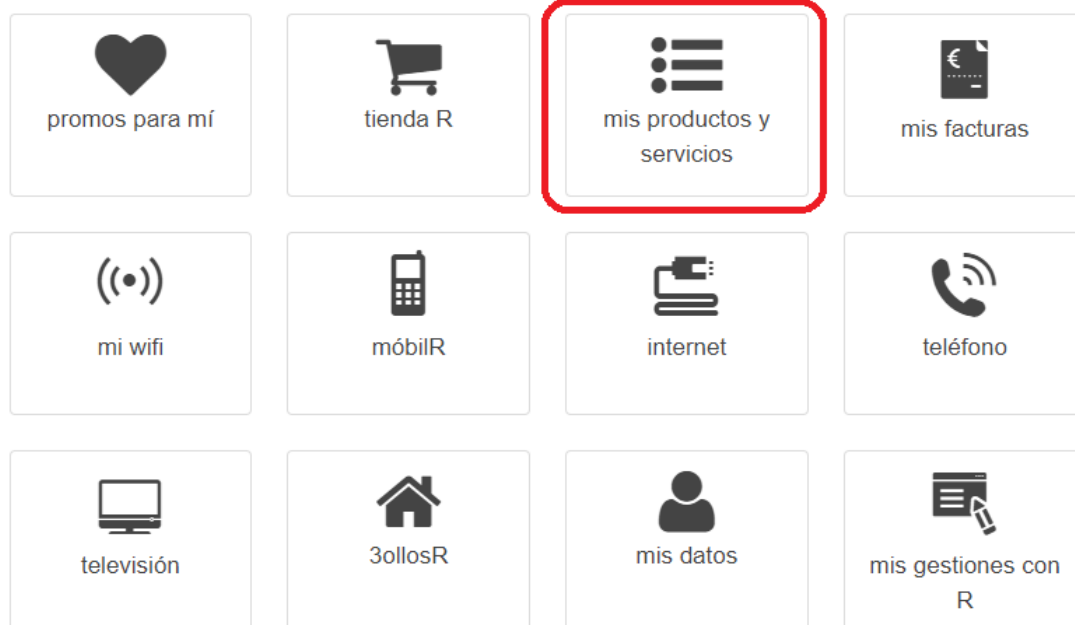 promos para mí
tienda R
mis productos y
servicios
€
mis facturas
mi wifi
móbilR
internet
teléfono
televisión
3ollosR
mis datos
mis gestiones con
R